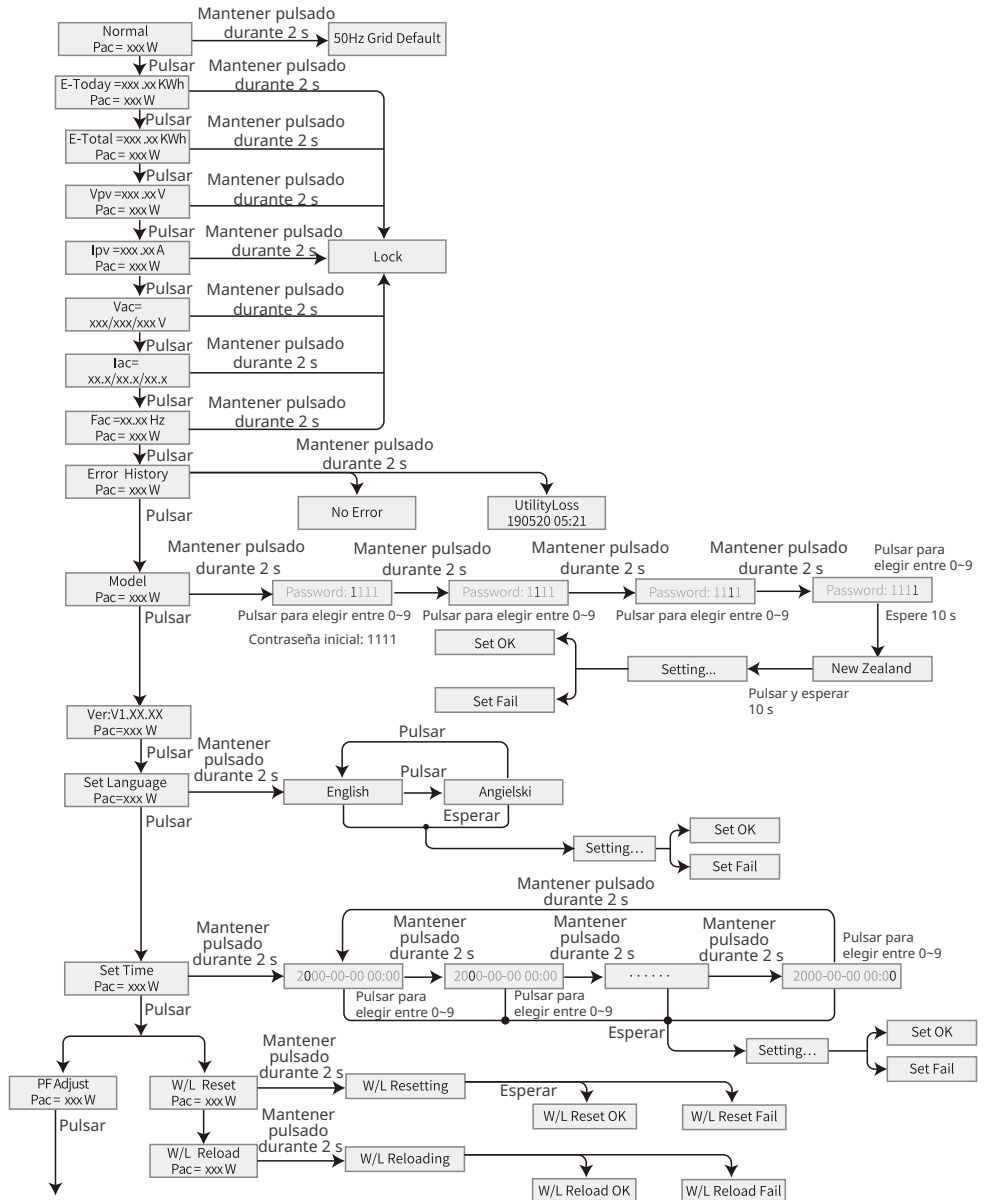 Mantener pulsado
durante 2 s
Normal
Pac= xxx W
50Hz Grid Default
Pulsar
Mantener pulsado
durante 2 s
E-Today =xxx.xx KWh
Pac= xxx W
Pulsar
Mantener pulsado
durante 2 s
E-Total =xxx.xx KWh
Pac= xxx W
Pulsar
Mantener pulsado
durante 2 s
Vpv =xxx.xx V
Pac= xxx W
Pulsar
Mantener pulsado
durante 2 s
Ipv =xxx.xx A
Pac= xxx W
Lock
Pulsar
Mantener pulsado
durante 2 s
Vac=
xxx/xxx/xxx V
Pulsar
Mantener pulsado
durante 2 s
Iac=
xx.x/xx.x/xx.x
Pulsar
Mantener pulsado
durante 2 s
Fac=xx.xx Hz
Pac= xxx W
Pulsar
Mantener pulsado
durante 2 s
Error History
Pac= xxx W
No Error
UtilityLoss
190520 05:21
Pulsar
Mantener pulsado
durante 2 s
Mantener pulsado
durante 2 s
Mantener pulsado
durante 2 s
Mantener pulsado
durante 2 s
Pulsar para
elegir entre 0~9
Model
Pac= xxx W
Password: 1111
Password: 1111
Password: 1111
Password: 1111
Pulsar
Pulsar para elegir entre 0~9
Pulsar para elegir entre 0~9
Pulsar para elegir entre 0~9
Espere 10 s
Contraseña inicial: 1111
Set OK
Setting...
New Zealand
Set Fail
Pulsar y esperar
10 s
Ver:V1.XX.XX
Pac=xxx W
Pulsar
Mantener
pulsado
durante 2 s
Pulsar
Set Language
Pac=xxx W
English
Pulsar
Angielski
Pulsar
Esperar
Setting...
Set OK
Set Fail
Mantener pulsado
durante 2 s
Mantener
pulsado
durante 2 s
Mantener
pulsado
durante 2 s
Mantener
pulsado
durante 2 s
Mantener
pulsado
durante 2 s
Pulsar para
elegir entre 0~9
Set Time
Pac= xxx W
2000-00-00 00:00
2000-00-00 00:00
......
2000-00-00 00:00
Pulsar
Pulsar para
elegir entre 0~9
Pulsar para
elegir entre 0~9
Esperar
Setting...
Set OK
Set Fail
PF Adjust
Pac= xxx W
Pulsar
W/L Reset
Pac= xxx W
Mantener
pulsado
durante 2 s
W/L Resetting
Esperar
W/L Reset OK
W/L Reset Fail
W/L Reload
Pac= xxx W
Mantener
pulsado
durante 2 s
W/L Reloading
W/L Reload OK
W/L Reload Fail